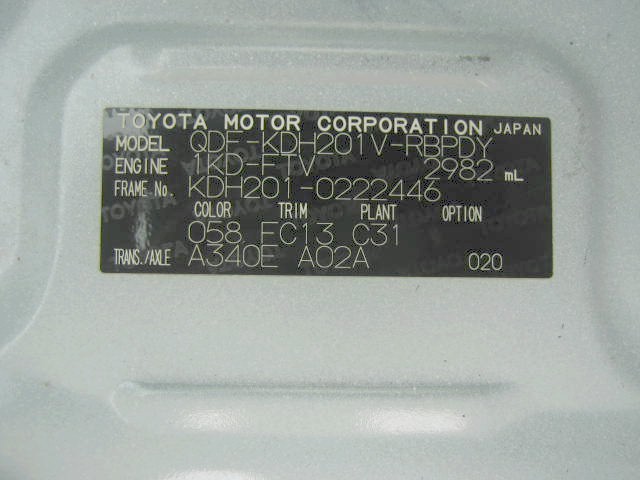 TOYOTA MOTOR CORPORATION JAPAN
MODEL QDF-KDH201V-RBPDY
ENGINE 1KD-FTV 2982 mL
FRAME No. KDH201-0222446
COLOR TRIM PLANT OPTION
058 FC13 C31
TRANS./AXLE A340E A02A 020